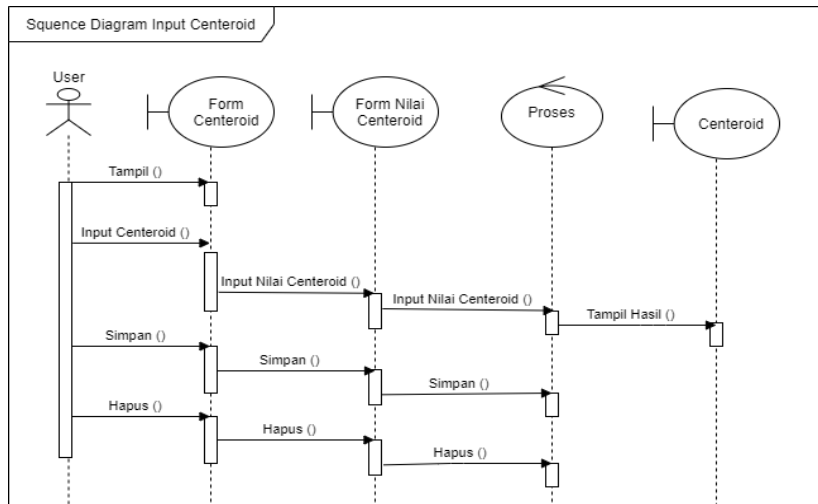 Squence Diagram Input Centeroid
User
Form
Centeroid
Form Nilai
Centeroid
Proses
Centeroid
Tampil ()
Input Centeroid ()
Input Nilai Centeroid ()
Input Nilai Centeroid ()
Tampil Hasil ()
Simpan ()
Simpan ()
Simpan ()
Hapus ()
Hapus ()
Hapus ()